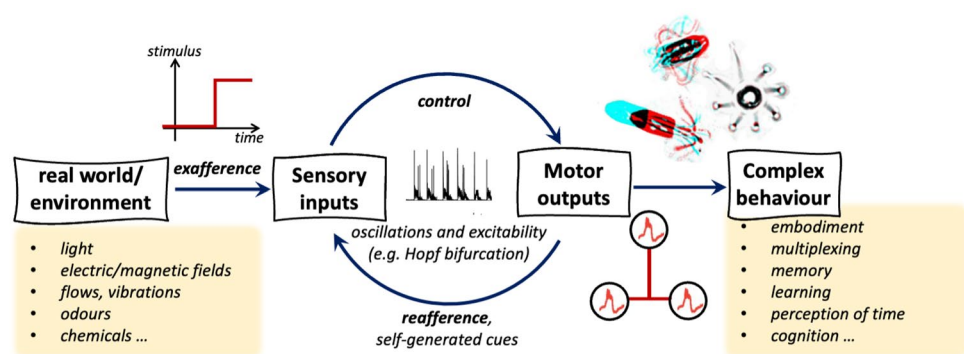 stimulus
time
control
real world/
environment
exafference
Sensory
inputs
Motor
outputs
Complex
behaviour
oscillations and excitability
(e.g. Hopf bifurcation)
• light
• electric/magnetic fields
• flows, vibrations
• odours
• chemicals ...
reafference,
self-generated cues
• embodiment
• multiplexing
• memory
• learning
• perception of time
• cognition ...